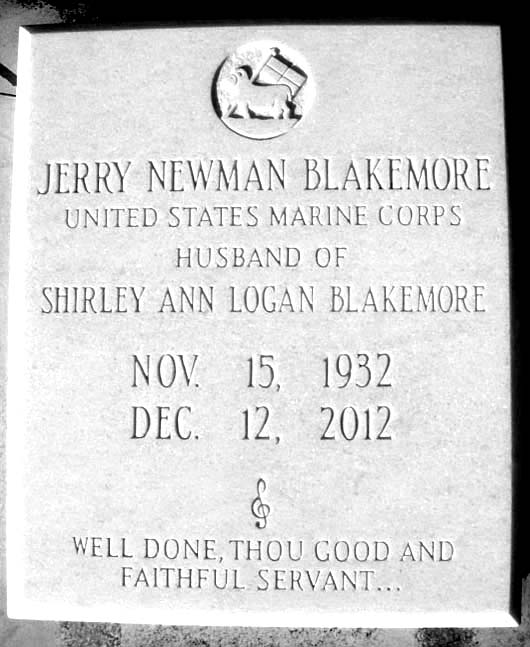 JERRY NEWMAN BLAKEMORE
UNITED STATES MARINE CORPS
HUSBAND OF
SHIRLEY ANN LOGAN BLAKEMORE
NOV. 15, 1932
DEC. 12, 2012
WELL DONE, THOU GOOD AND
FAITHFUL SERVANT...